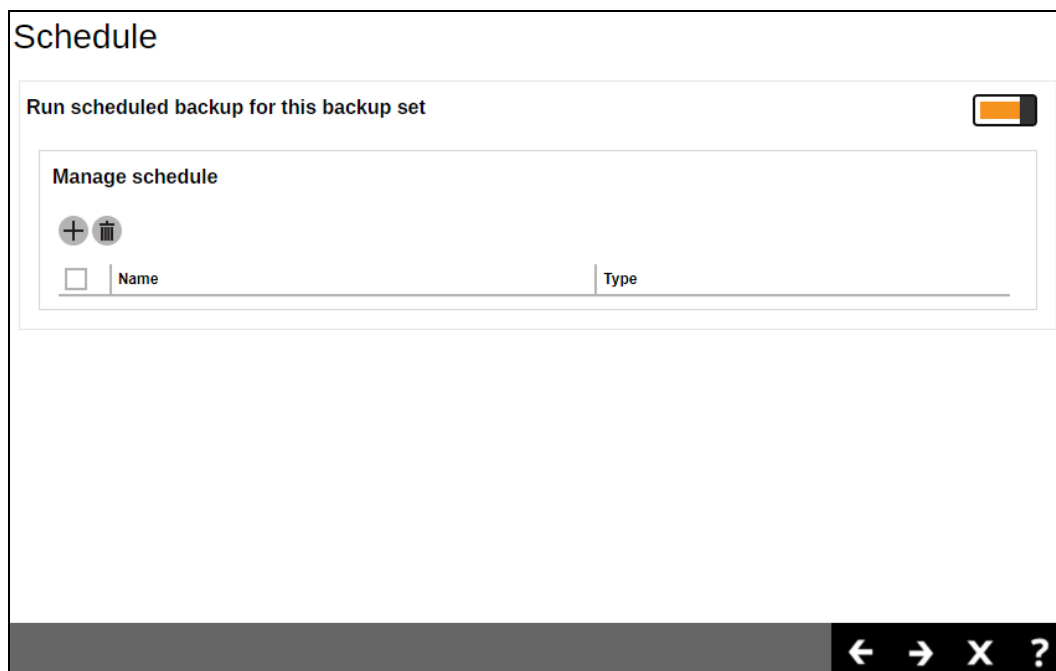 Schedule
Run scheduled backup for this backup set
Manage schedule
Name Type
X ?